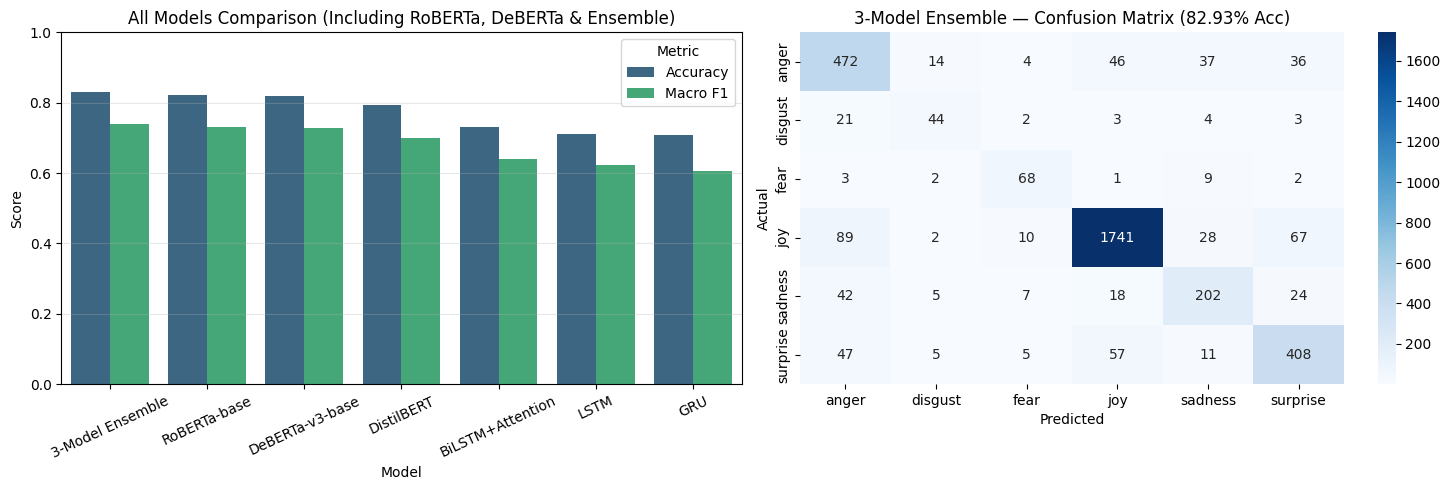 All Models Comparison (Including RoBERTa, DeBERTa & Ensemble)
Score
1.0
0.8
0.6
0.4
0.2
0.0
Metric
Accuracy
Macro F1
3-Model Ensemble
RoBERTa-base
DeBERTa-v3-base
DistilBERT
BiLSTM+Attention
LSTM
GRU
Model
3-Model Ensemble — Confusion Matrix (82.93% Acc)
Actual
anger 472 14 4 46 37 36
disgust 21 44 2 3 4 3
fear 3 2 68 1 9 2
joy 89 2 10 1741 28 67
sadness 42 5 7 18 202 24
surprise 47 5 5 57 11 408
anger disgust fear joy sadness surprise
Predicted
1600
1400
1200
1000
800
600
400
200